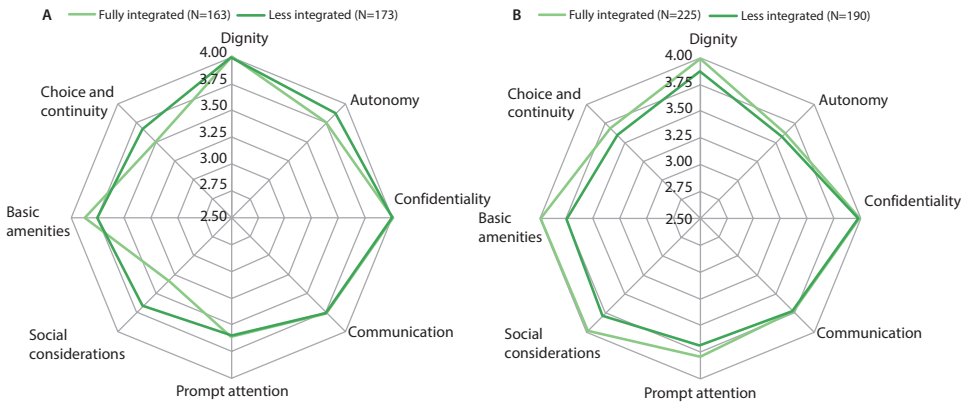 A
Fully integrated (N=163)
Less integrated (N=173)
Dignity
4.00
3.75
3.50
3.25
3.00
2.75
2.50
Autonomy
Confidentiality
Communication
Prompt attention
Social
considerations
Basic
amenities
Choice and
continuity
B
Fully integrated (N=225)
Less integrated (N=190)
Dignity
4.00
3.75
3.50
3.25
3.00
2.75
2.50
Autonomy
Confidentiality
Communication
Prompt attention
Social
considerations
Basic
amenities
Choice and
continuity